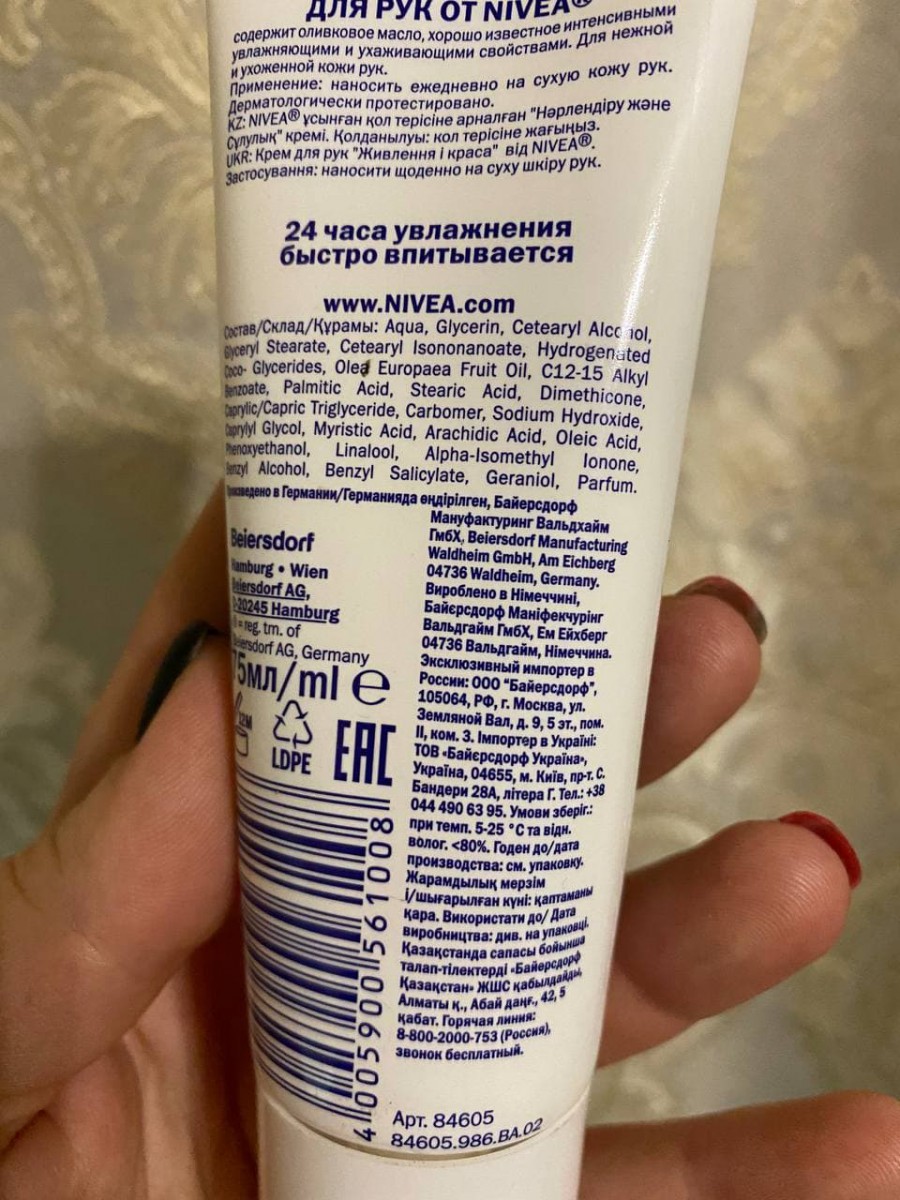 ДЛЯ РУК ОТ NIVEA®
содержит оливковое масло, хорошо известное интенсивными
увлажняющими и ухаживающими свойствами. Для нежной
и ухоженной кожи рук.
Применение: наносить ежедневно на сухую кожу рук.
Дерматологически протестировано.
KZ: NIVEA® ұсынған қол терісіне арналған "Нәрлендіру және
Сұлулық" кремі. Қолданылуы: кол терісіне жағыңыз.
UKR: Крем для рук "Живлення і краса" від NIVEA®.
Застосування: наносити щоденно на суху шкіру рук.
24 часа увлажнения
быстро впитывается
www.NIVEA.com
Состав/Склад/Құрамы: Aqua, Glycerin, Cetearyl Alcohol,
Glyceryl Stearate, Cetearyl Isononanoate, Hydrogenated
Coco- Glycerides, Olea Europaea Fruit Oil, C12-15 Alkyl
Benzoate, Palmitic Acid, Stearic Acid, Dimethicone,
Caprylic/Capric Triglyceride, Carbomer, Sodium Hydroxide,
Caprylyl Glycol, Myristic Acid, Arachidic Acid, Oleic Acid,
Phenoxyethanol, Linalool, Alpha-Isomethyl Ionone,
Benzyl Alcohol, Benzyl Salicylate, Geraniol, Parfum.
Произведено в Германии/Германияда өндірілген, Байерсдорф
Мануфактуринг Вальдхайм
ГмбХ, Beiersdorf Manufacturing
Waldheim GmbH, Am Eichberg
04736 Waldheim, Germany.
Вироблено в Німеччині,
Байєрсдорф Маніфекчурінг
Вальдгайм ГмбХ, Ем Ейхберг
04736 Вальдгайм, Німеччина.
Эксклюзивный импортер в
России: ООО "Байерсдорф",
105064, РФ, г. Москва, ул.
Земляной Вал, д. 9, 5 эт., пом.
II, ком. 3. Імпортер в Україні:
ТОВ «Байєрсдорф Україна»,
Україна, 04655, м. Київ, пр-т. С.
Бандери 28А, літера Г. Тел.: +38
044 490 63 95. Умови зберіг.:
при темп. 5-25 °С та відн.
волог. <80%. Годен до/дата
производства: см. упаковку.
Жарамдылық мерзім
і/шығарылған күні: қаптаманы
қара. Використати до/ Дата
виробництва: див. на упаковці.
Қазақстанда сапасы бойынша
талап-тілектерді «Байерсдорф
Қазақстан» ЖШС қабылдайды,
Алматы қ., Абай даңғ., 42, 5
қабат. Горячая линия:
8-800-2000-753 (Россия),
звонок бесплатный.
Beiersdorf
Hamburg • Wien
Beiersdorf AG,
D-20245 Hamburg
® = reg. tm. of
Beiersdorf AG, Germany
75мл/ml e
12M
LDPE
EAC
4005900561008
Арт. 84605
84605.986.BA.02